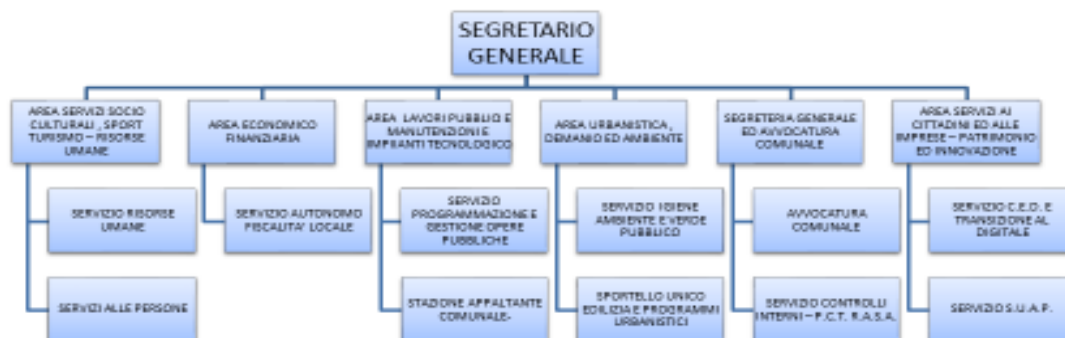 SEGRETARIO
GENERALE
AREA SERVIZI SOCIO
CULTURALI , SPORT
TURISMO – RISORSE
UMANE
AREA ECONOMICO
FINANZIARIA
AREA LAVORI PUBBLICO E
MANUTENZIONI E
IMPIANTI TECNOLOGICO
AREA URBANISTICA ,
DEMANIO ED AMBIENTE
SEGRETERIA GENERALE
ED AVVOCATURA
COMUNALE
AREA SERVIZI AI
CITTADINI ED ALLE
IMPRESE – PATRIMONIO
ED INNOVAZIONE
SERVIZIO RISORSE
UMANE
SERVIZIO AUTONOMO
FISCALITA' LOCALE
SERVIZIO
PROGRAMMAZIONE E
GESTIONE OPERE
PUBBLICHE
SERVIZIO IGIENE
AMBIENTE E VERDE
PUBBLICO
AVVOCATURA
COMUNALE
SERVIZIO C.E.D. E
TRANSIZIONE AL
DIGITALE
SERVIZI ALLE PERSONE
STAZIONE APPALTANTE
COMUNALE-
SPORTELLO UNICO
EDILIZIA E PROGRAMMI
URBANISTICI
SERVIZIO CONTROLLI
INTERNI – P.C.T. R.A.S.A.
SERVIZIO S.U.A.P.